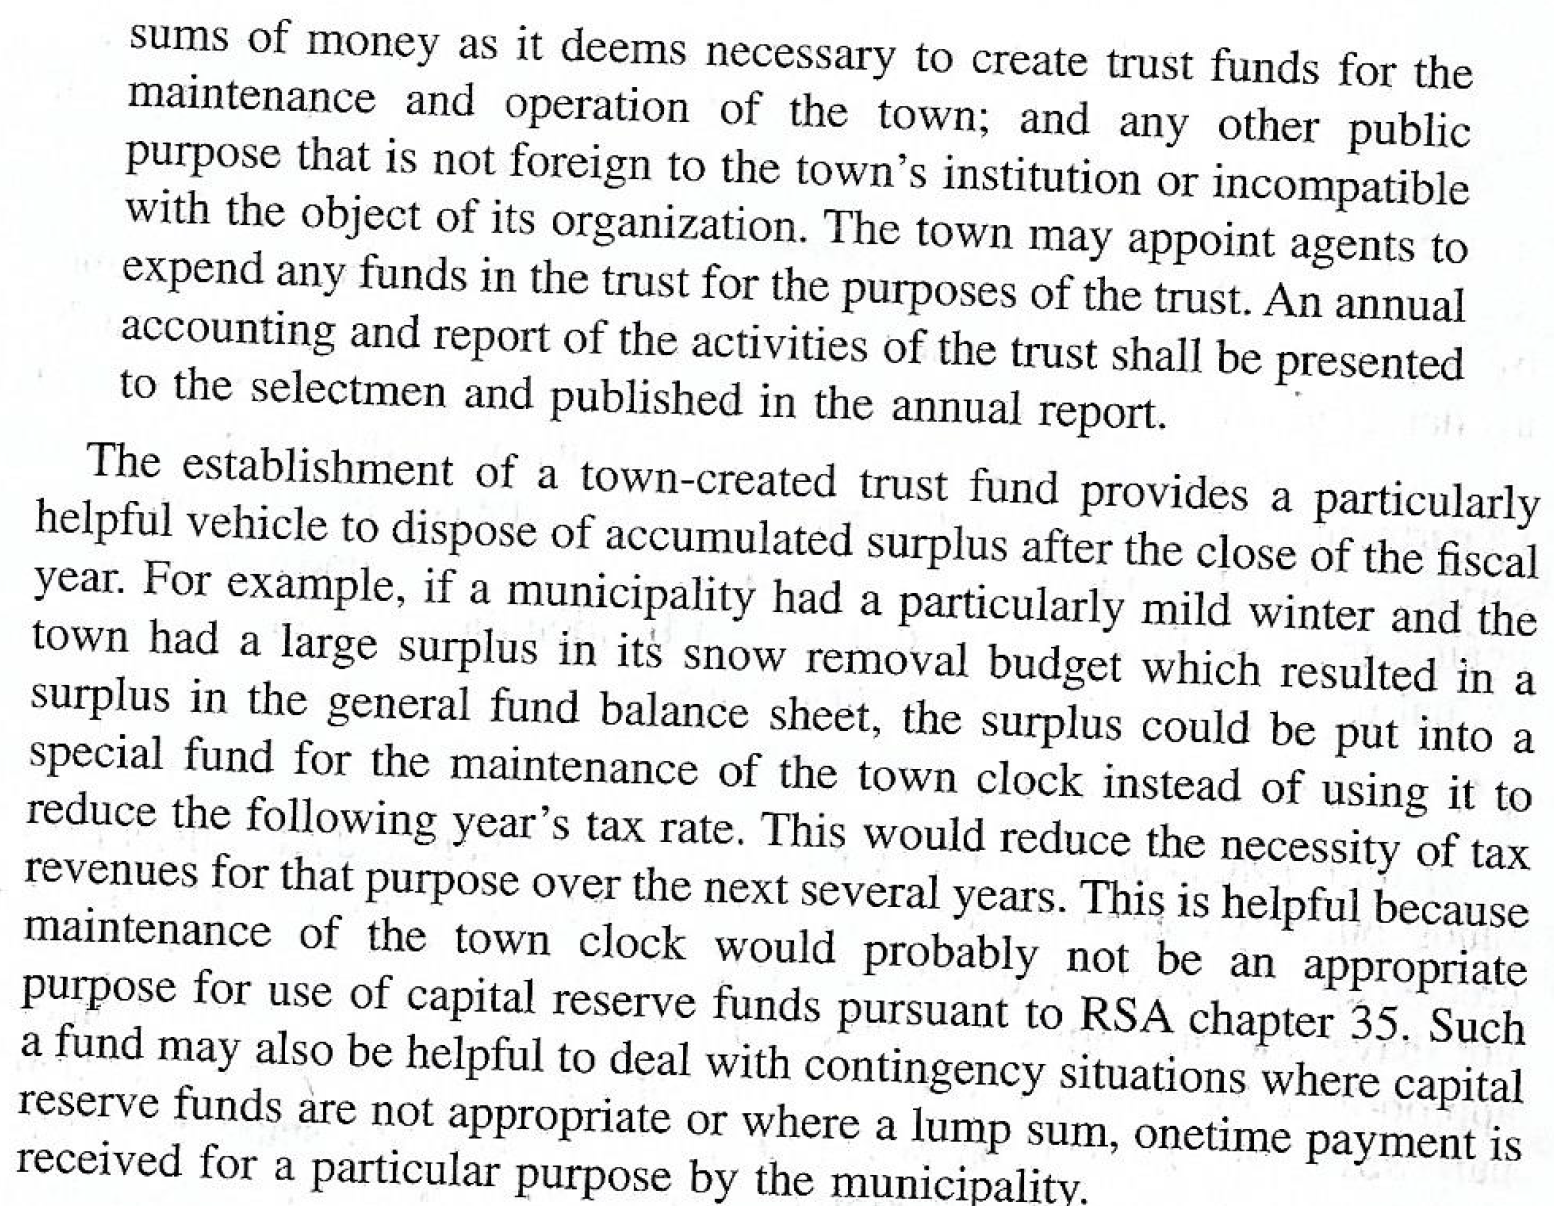 sums of money as it deems necessary to create trust funds for the
maintenance and operation of the town; and any other public
purpose that is not foreign to the town's institution or incompatible
with the object of its organization. The town may appoint agents to
expend any funds in the trust for the purposes of the trust. An annual
accounting and report of the activities of the trust shall be presented
to the selectmen and published in the annual report.
The establishment of a town-created trust fund provides a particularly
helpful vehicle to dispose of accumulated surplus after the close of the fiscal
year. For example, if a municipality had a particularly mild winter and the
town had a large surplus in its snow removal budget which resulted in a
surplus in the general fund balance sheet, the surplus could be put into a
special fund for the maintenance of the town clock instead of using it to
reduce the following year's tax rate. This would reduce the necessity of tax
revenues for that purpose over the next several years. This is helpful because
maintenance of the town clock would probably not be an appropriate
purpose for use of capital reserve funds pursuant to RSA chapter 35. Such
a fund may also be helpful to deal with contingency situations where capital
reserve funds are not appropriate or where a lump sum, onetime payment is
received for a particular purpose by the municipality.